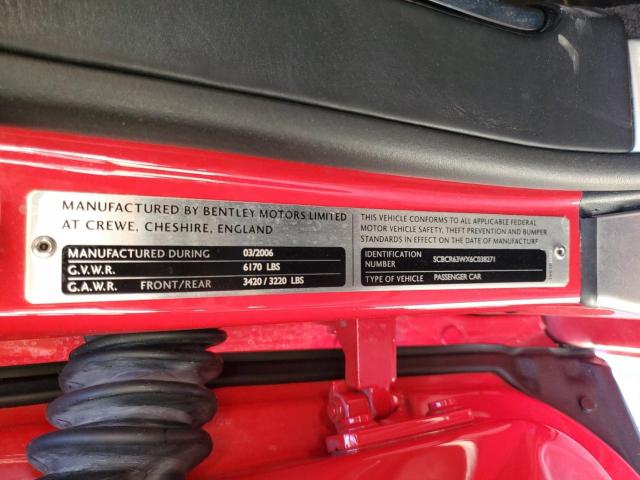 MANUFACTURED BY BENTLEY MOTORS LIMITED
AT CREWE, CHESHIRE, ENGLAND
MANUFACTURED DURING 03/2006
G.V.W.R. 6170 LBS
G.A.W.R. FRONT/REAR 3420 / 3220 LBS
THIS VEHICLE CONFORMS TO ALL APPLICABLE FEDERAL
MOTOR VEHICLE SAFETY, THEFT PREVENTION AND BUMPER
STANDARDS IN EFFECT ON THE DATE OF MANUFACTURE
IDENTIFICATION
NUMBER SCBCR63WX6C038271
TYPE OF VEHICLE PASSENGER CAR